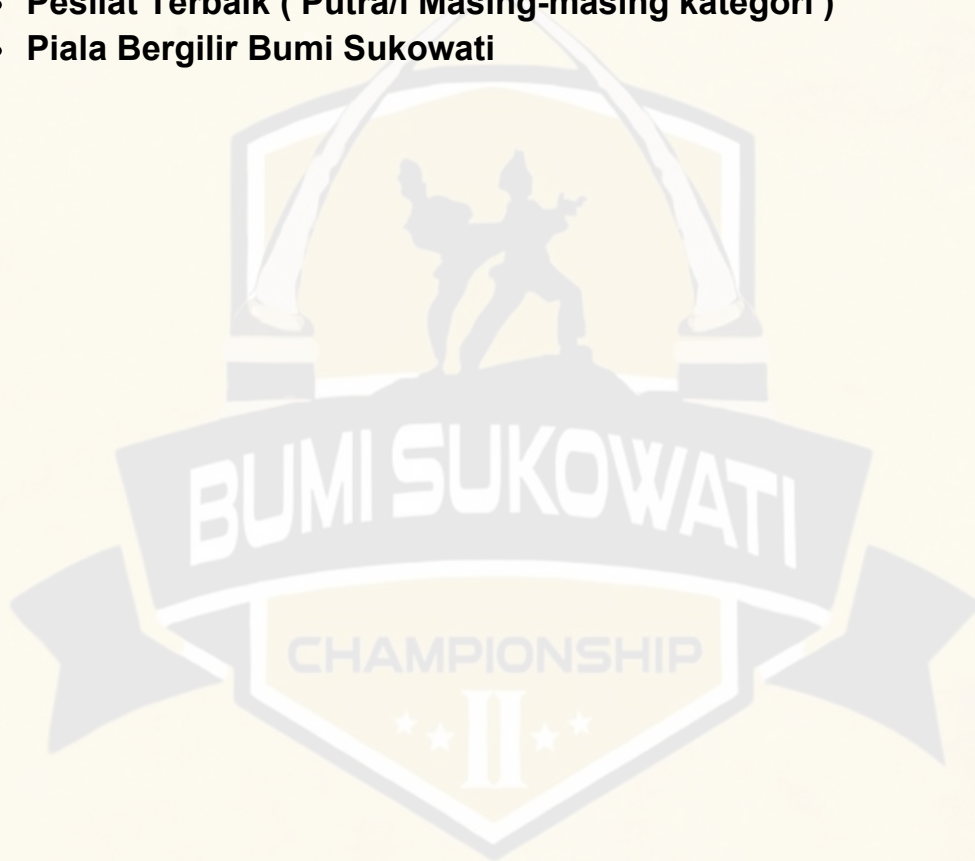 • Pesilat Terbaik ( Putra/i Masing-masing kategori )
• Piala Bergilir Bumi Sukowati
BUMI SUKOWATI
CHAMPIONSHIP
II